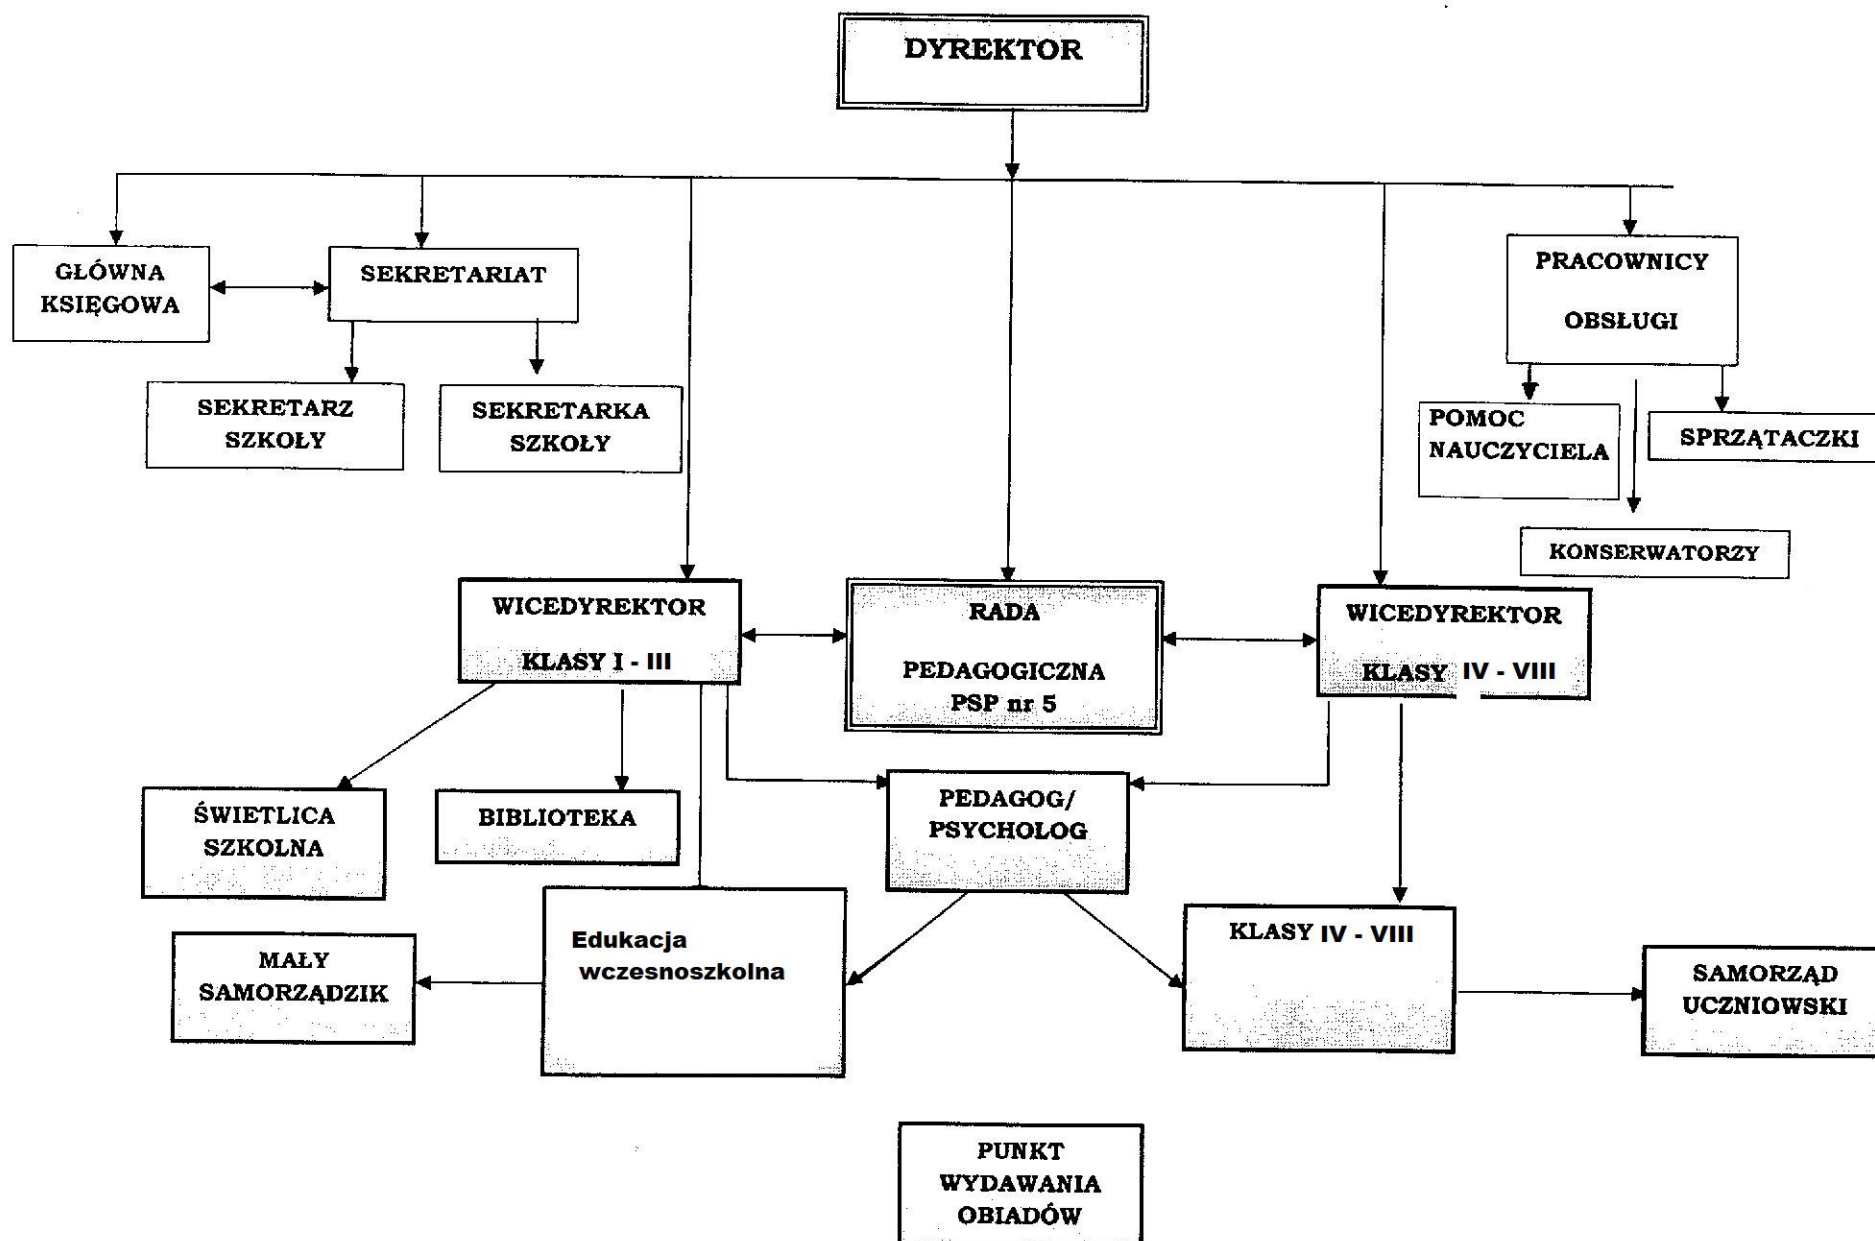 DYREKTOR
GŁÓWNA
KSIĘGOWA
SEKRETARIAT
PRACOWNICY
OBSŁUGI
SEKRETARZ
SZKOŁY
SEKRETARKA
SZKOŁY
POMOC
NAUCZYCIELA
SPRZĄTACZKI
KONSERWATORZY
WICEDYREKTOR
KLASY I - III
RADA
PEDAGOGICZNA
PSP nr 5
WICEDYREKTOR
KLASY IV - VIII
ŚWIETLICA
SZKOLNA
BIBLIOTEKA
PEDAGOG/
PSYCHOLOG
MAŁY
SAMORZĄDZIK
Edukacja
wczesnoszkolna
KLASY IV - VIII
SAMORZĄD
UCZNIOWSKI
PUNKT
WYDAWANIA
OBIADÓW